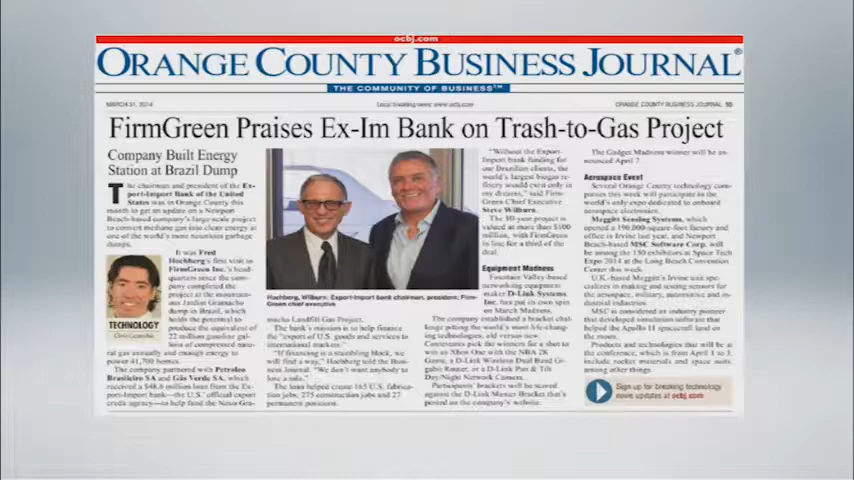 ocbj.com
ORANGE COUNTY BUSINESS JOURNAL®
THE COMMUNITY OF BUSINESS™
MARCH 31, 2014
Local breaking news: www.ocbj.com
ORANGE COUNTY BUSINESS JOURNAL
FirmGreen Praises Ex-Im Bank on Trash-to-Gas Project
Company Built Energy
Station at Brazil Dump
The chairman and president of the Ex-
port-Import Bank of the United
States was in Orange County this
month to get an update on a Newport
Beach-based company's large-scale project
to convert methane gas into clean energy at
one of the world's more notorious garbage
dumps.
It was Fred
Hochberg's first visit to
FirmGreen Inc.'s head-
quarters since the com-
pany completed the
project at the mountain-
ous Jardim Gramacho
dump in Brazil, which
holds the potential to
produce the equivalent of
22 million gasoline gal-
lons of compressed natu-
ral gas annually and enough energy to
power 41,700 homes.
TECHNOLOGY
Chris Casacchia
The company partnered with Petroleo
Brasileiro SA and Gás Verde SA, which
received a $48.6 million loan from the Ex-
port-Import bank—the U.S.' official export
credit agency—to help fund the Novo Gra-
Hochberg, Wilburn: Export-Import bank chairman, president; Firm-
Green chief executive
macho Landfill Gas Project.
The bank's mission is to help finance
the "export of U.S. goods and services to
international markets."
"If financing is a stumbling block, we
will find a way," Hochberg told the Busi-
ness Journal. "We don't want anybody to
lose a sale."
The loan helped create 165 U.S. fabrica-
tion jobs, 275 construction jobs and 27
permanent positions.
"Without the Export-
Import bank funding for
our Brazilian clients, the
world's largest biogas re-
finery would exist only in
my dreams," said Firm-
Green Chief Executive
Steve Wilburn.
The 10-year project is
valued at more than $100
million, with FirmGreen
in line for a third of the
deal.
Equipment Madness
Fountain Valley-based
networking equipment
maker D-Link Systems
Inc. has put its own spin
on March Madness.
The company established a bracket chal-
lenge pitting the world's most life-chang-
ing technologies, old versus new.
Contestants pick the winners for a shot to
win an Xbox One with the NBA 2K
Game, a D-Link Wireless Dual Band Gi-
gabit Router, or a D-Link Pan & Tilt
Day/Night Network Camera.
Participants' brackets will be scored
against the D-Link Master Bracket that's
posted on the company's website.
The Gadget Madness winner will be an-
nounced April 7.
Aerospace Event
Several Orange County technology com-
panies this week will participate in the
world's only expo dedicated to onboard
aerospace electronics.
Meggitt Sensing Systems, which
opened a 190,000-square-foot factory and
office in Irvine last year, and Newport
Beach-based MSC Software Corp. will
be among the 150 exhibitors at Space Tech
Expo 2014 at the Long Beach Convention
Center this week.
U.K.-based Meggitt's Irvine unit spe-
cializes in making and testing sensors for
the aerospace, military, automotive and in-
dustrial industries.
MSC is considered an industry pioneer
that developed simulation software that
helped the Apollo 11 spacecraft land on
the moon.
Products and technologies that will be at
the conference, which is from April 1 to 3,
include rocket materials and space suits,
among other things.
Sign up for breaking technology
news updates at ocbj.com